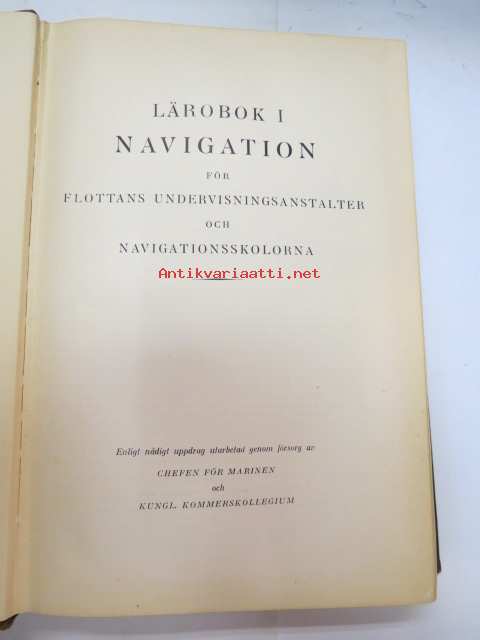 LÄROBOK I
NAVIGATION
FÖR
FLOTTANS UNDERVISNINGSANSTALTER
OCH
NAVIGATIONSSKOLORNA
Antikvariaatti.net
Enligt nådigt uppdrag utarbetad genom försorg av
CHEFEN FÖR MARINEN
och
KUNGL. KOMMERSKOLLEGIUM